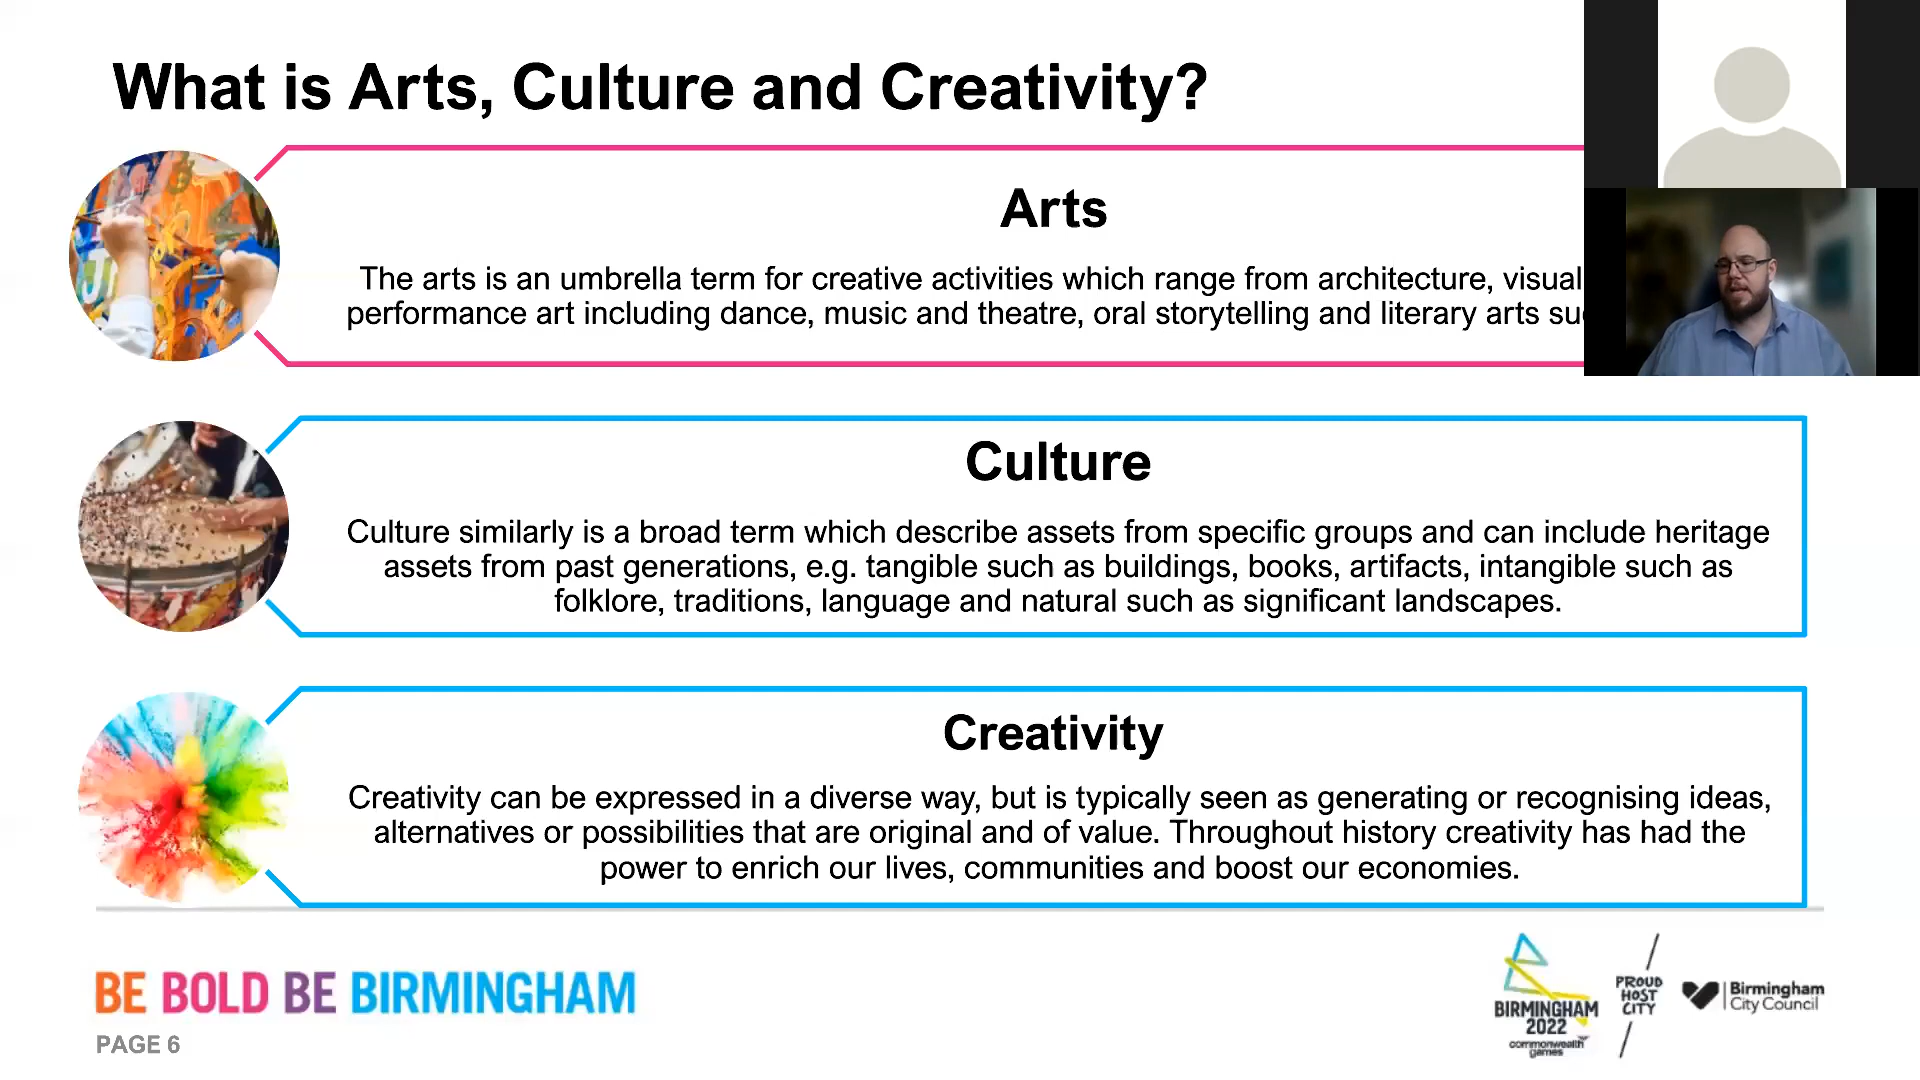 What is Arts, Culture and Creativity?
Arts
The arts is an umbrella term for creative activities which range from architecture, visual
performance art including dance, music and theatre, oral storytelling and literary arts
Culture
Culture similarly is a broad term which describe assets from specific groups and can include heritage
assets from past generations, e.g. tangible such as buildings, books, artifacts, intangible such as
folklore, traditions, language and natural such as significant landscapes.
Creativity
Creativity can be expressed in a diverse way, but is typically seen as generating or recognising ideas,
alternatives or possibilities that are original and of value. Throughout history creativity has had the
power to enrich our lives, communities and boost our economies.
BE BOLD BE BIRMINGHAM
PAGE 6
BIRMINGHAM
2022
commonwealth
games
PROUD
HOST
CITY
Birmingham
City Council